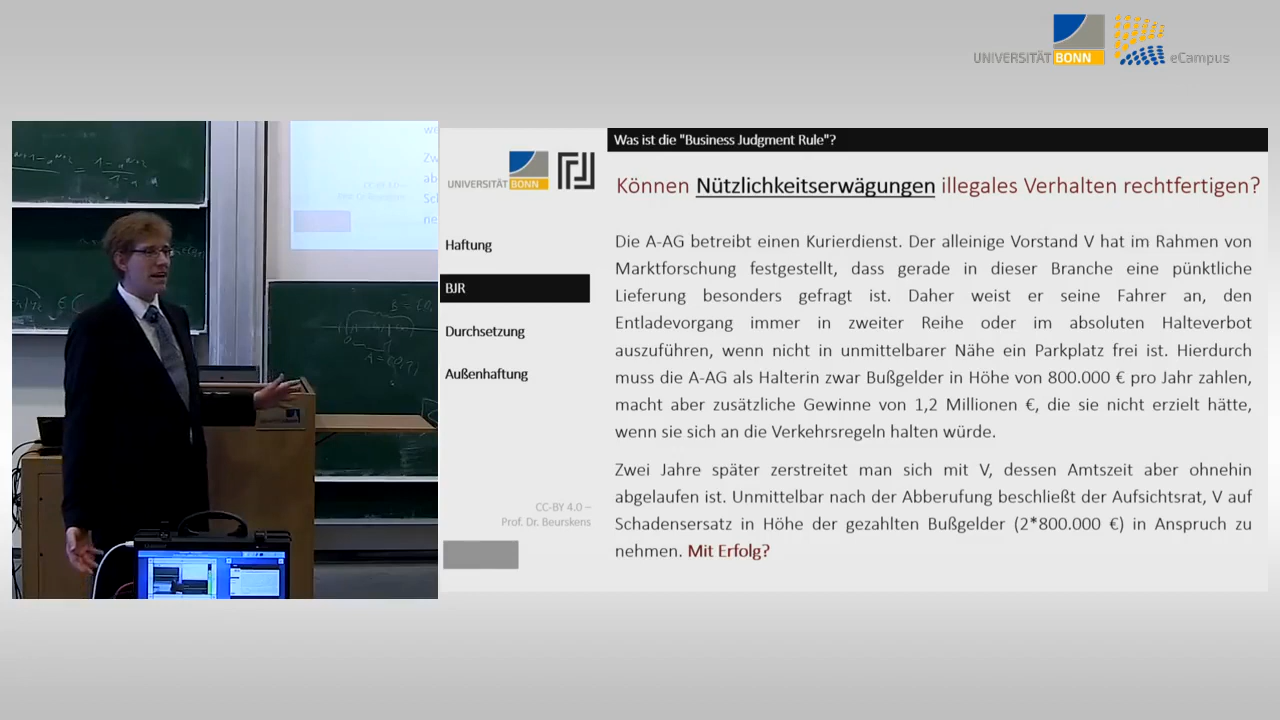 UNIVERSITÄT BONN eCampus
Was ist die "Business Judgment Rule"?
UNIVERSITÄT BONN
Können Nützlichkeitserwägungen illegales Verhalten rechtfertigen?
Haftung
BJR
Durchsetzung
Außenhaftung
CC-BY 4.0 –
Prof. Dr. Beurskens
Die A-AG betreibt einen Kurierdienst. Der alleinige Vorstand V hat im Rahmen von
Marktforschung festgestellt, dass gerade in dieser Branche eine pünktliche
Lieferung besonders gefragt ist. Daher weist er seine Fahrer an, den
Entladevorgang immer in zweiter Reihe oder im absoluten Halteverbot
auszuführen, wenn nicht in unmittelbarer Nähe ein Parkplatz frei ist. Hierdurch
muss die A-AG als Halterin zwar Bußgelder in Höhe von 800.000 € pro Jahr zahlen,
macht aber zusätzliche Gewinne von 1,2 Millionen €, die sie nicht erzielt hätte,
wenn sie sich an die Verkehrsregeln halten würde.
Zwei Jahre später zerstreitet man sich mit V, dessen Amtszeit aber ohnehin
abgelaufen ist. Unmittelbar nach der Abberufung beschließt der Aufsichtsrat, V auf
Schadensersatz in Höhe der gezahlten Bußgelder (2*800.000 €) in Anspruch zu
nehmen. Mit Erfolg?